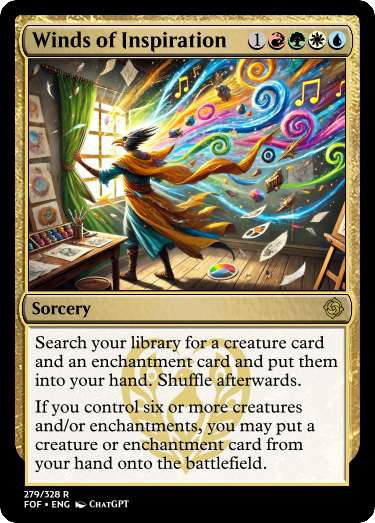 Winds of Inspiration 1
Sorcery
Search your library for a creature card
and an enchantment card and put them
into your hand. Shuffle afterwards.
If you control six or more creatures
and/or enchantments, you may put a
creature or enchantment card from
your hand onto the battlefield.
279/328 R
FOF • ENG ChatGPT